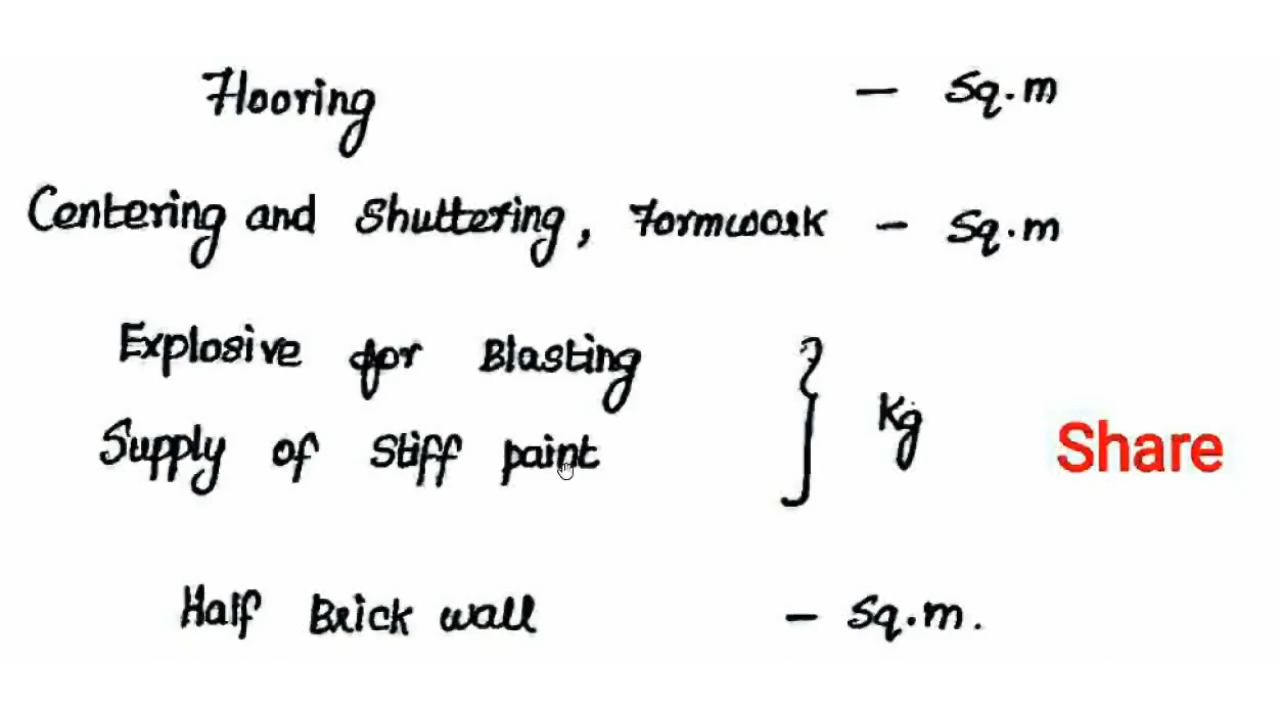 Flooring - Sq.m
Centering and Shuttering, Formwork - Sq.m
Explosive for Blasting
Supply of Stiff paint } Kg
Share
Half Brick wall - Sq.m.